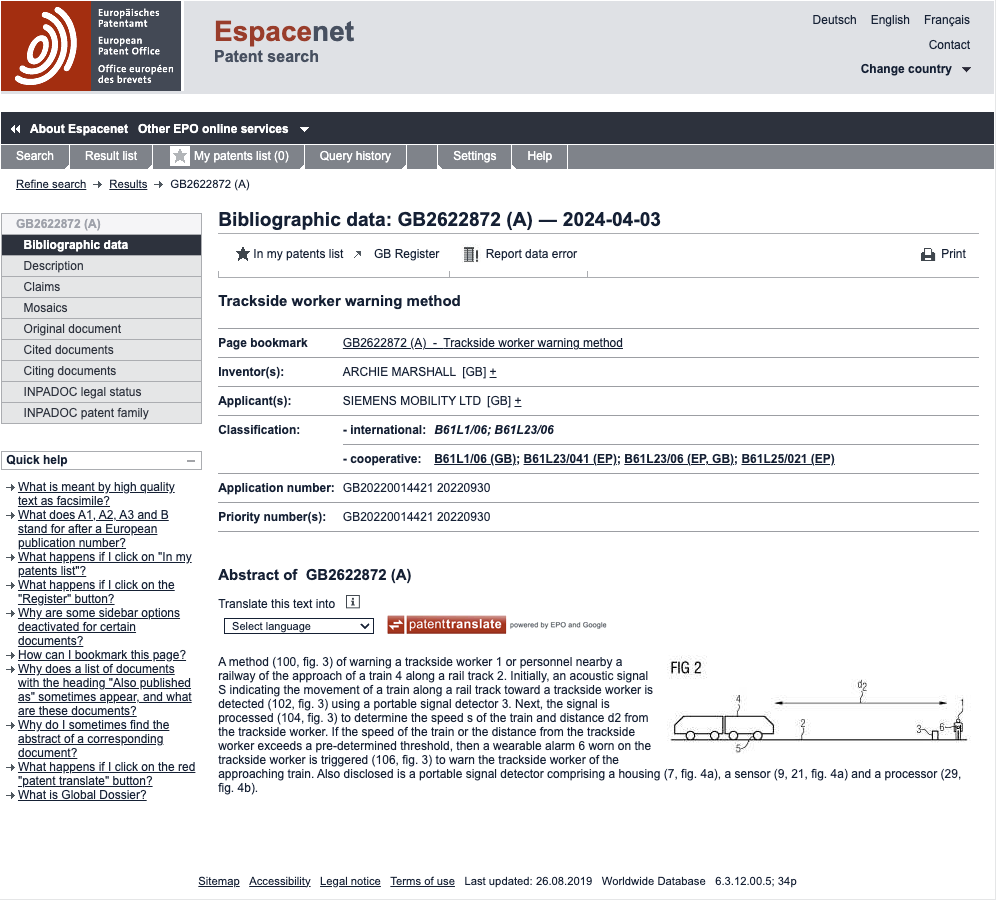 Europäisches
Patentamt
European
Patent Office
Office européen
des brevets
Espacenet
Patent search
Deutsch English Français
Contact
Change country
About Espacenet Other EPO online services
Search Result list My patents list (0) Query history Settings Help
Refine search → Results → GB2622872 (A)
GB2622872 (A)
Bibliographic data
Description
Claims
Mosaics
Original document
Cited documents
Citing documents
INPADOC legal status
INPADOC patent family
Quick help
→ What is meant by high quality
text as facsimile?
→ What does A1, A2, A3 and B
stand for after a European
publication number?
→ What happens if I click on "In my
patents list"?
→ What happens if I click on the
"Register" button?
→ Why are some sidebar options
deactivated for certain
documents?
→ How can I bookmark this page?
→ Why does a list of documents
with the heading "Also published
as" sometimes appear, and what
are these documents?
→ Why do I sometimes find the
abstract of a corresponding
document?
→ What happens if I click on the red
"patent translate" button?
→ What is Global Dossier?
Bibliographic data: GB2622872 (A) — 2024-04-03
In my patents list GB Register Report data error Print
Trackside worker warning method
Page bookmark GB2622872 (A) - Trackside worker warning method
Inventor(s): ARCHIE MARSHALL [GB] +
Applicant(s): SIEMENS MOBILITY LTD [GB] +
Classification: - international: B61L1/06; B61L23/06
- cooperative: B61L1/06 (GB); B61L23/041 (EP); B61L23/06 (EP, GB); B61L25/021 (EP)
Application number: GB20220014421 20220930
Priority number(s): GB20220014421 20220930
Abstract of GB2622872 (A)
Translate this text into i
Select language patenttranslate powered by EPO and Google
A method (100, fig. 3) of warning a trackside worker 1 or personnel nearby a
railway of the approach of a train 4 along a rail track 2. Initially, an acoustic signal
S indicating the movement of a train along a rail track toward a trackside worker is
detected (102, fig. 3) using a portable signal detector 3. Next, the signal is
processed (104, fig. 3) to determine the speed s of the train and distance d2 from
the trackside worker. If the speed of the train or the distance from the trackside
worker exceeds a pre-determined threshold, then a wearable alarm 6 worn on the
trackside worker is triggered (106, fig. 3) to warn the trackside worker of the
approaching train. Also disclosed is a portable signal detector comprising a housing (7, fig. 4a), a sensor (9, 21, fig. 4a) and a processor (29,
fig. 4b).
FIG 2
d2
4
1
2
3
6
5
Sitemap Accessibility Legal notice Terms of use Last updated: 26.08.2019 Worldwide Database 6.3.12.00.5; 34p